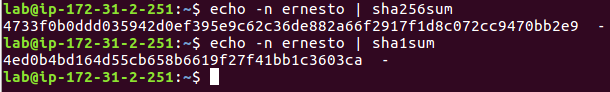 lab@ip-172-31-2-251:~$ echo -n ernesto | sha256sum
4733f0b0ddd035942d0ef395e9c62c36de882a66f2917f1d8c072cc9470bb2e9  -
lab@ip-172-31-2-251:~$ echo -n ernesto | sha1sum
4ed0b4bd164d55cb658b6619f27f41bb1c3603ca  -
lab@ip-172-31-2-251:~$